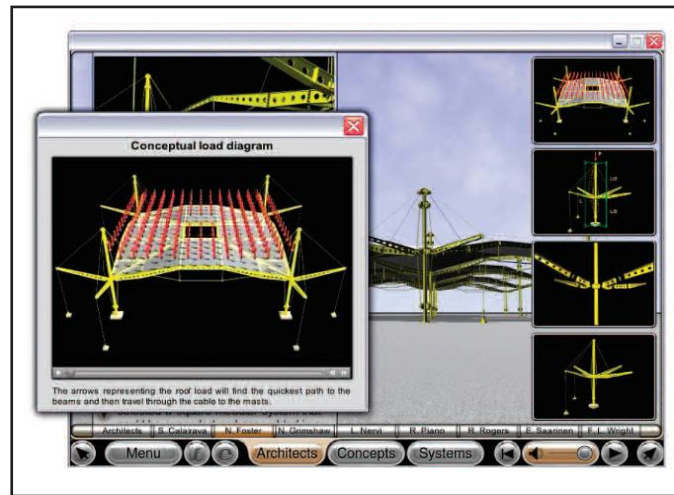 Conceptual load diagram
The arrows representing the roof load will find the quickest path to the
beams and then travel through the cable to the masts.
Architects
S. Calazava
N. Foster
N. Grimshaw
L. Nervi
R. Piano
R. Rogers
E. Saarinen
F. L. Wright
Menu
Architects
Concepts
Systems